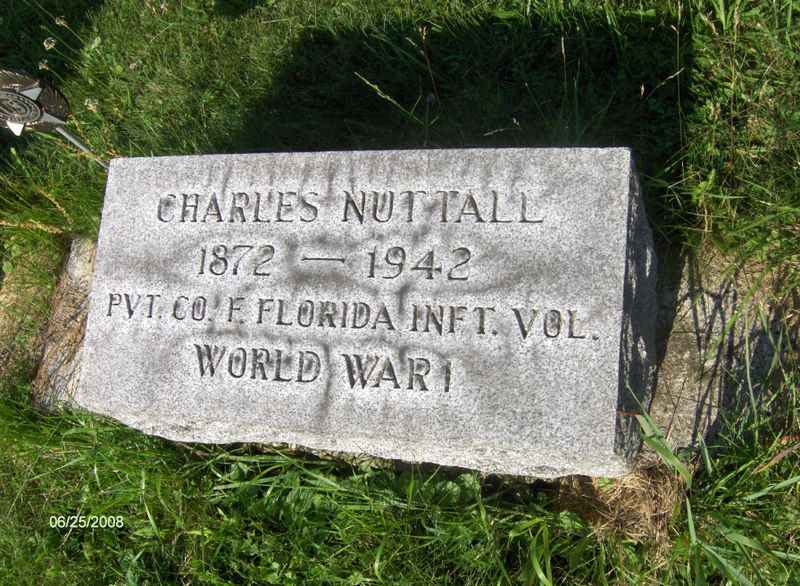 CHARLES NUTTALL
1872 — 1942
PVT. CO. F. FLORIDA INFT. VOL.
WORLD WAR I
06/25/2008